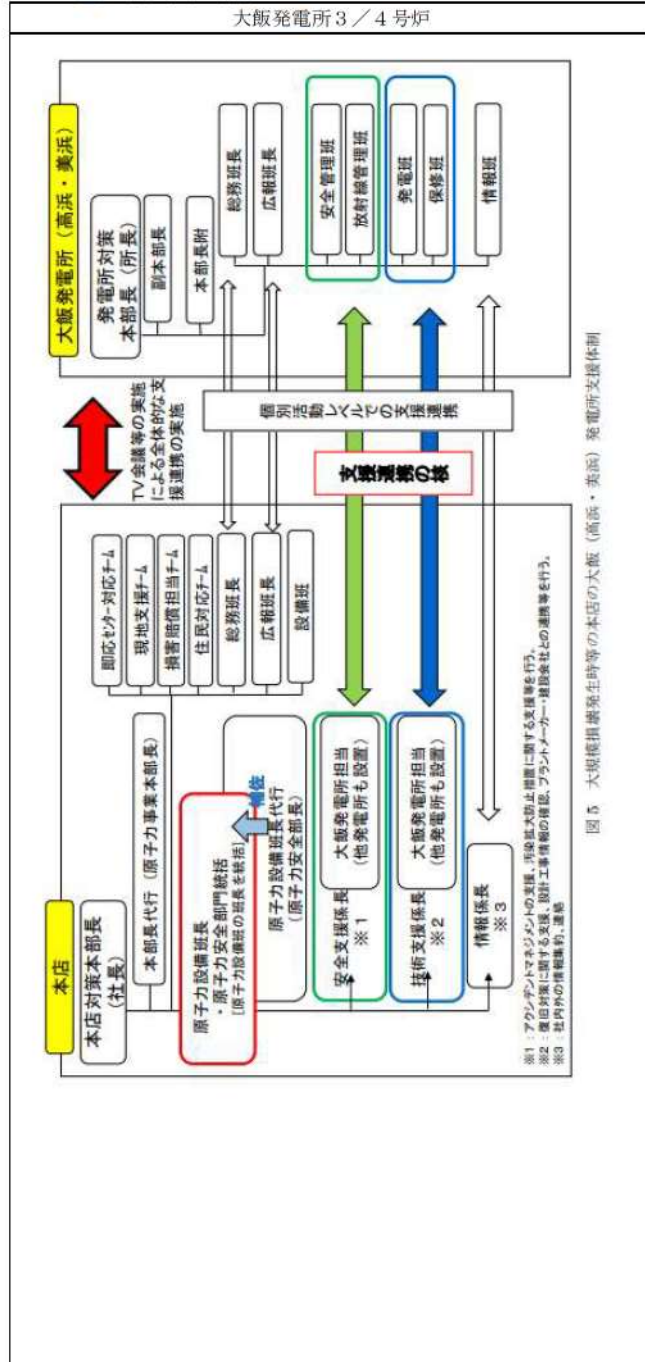 大飯発電所3／4号炉
本店
本店対策本部長
（社長）
本部長代行（原子力事業本部長）
即応センター対応チーム
現地支援チーム
損害賠償担当チーム
住民対応チーム
総務班長
広報班長
設備班
原子力設備班長
・原子力安全部門統括
[原子力設備班の班長を統括]
補佐
原子力設備班長代行
（原子力安全部長）
安全支援係長
※1
大飯発電所担当
（他発電所も設置）
技術支援係長
※2
大飯発電所担当
（他発電所も設置）
情報係長
※3
※1：アクシデントマネジメントの支援、汚染拡大防止措置に関する支援等を行う。
※2：復旧対策に関する支援、設計工事情報の確認、プラントメーカー・建設会社との連携等を行う。
※3：社内外の情報集約、連絡
TV会議等の実施
による全体的な支
援連携の実施
個別活動レベルでの支援連携
支援連携の核
大飯発電所（高浜・美浜）
発電所対策
本部長（所長）
副本部長
本部長附
総務班長
広報班長
安全管理班
放射線管理班
発電班
保修班
情報班
図5 大規模損壊発生時等の本店の大飯（高浜・美浜）発電所支援体制